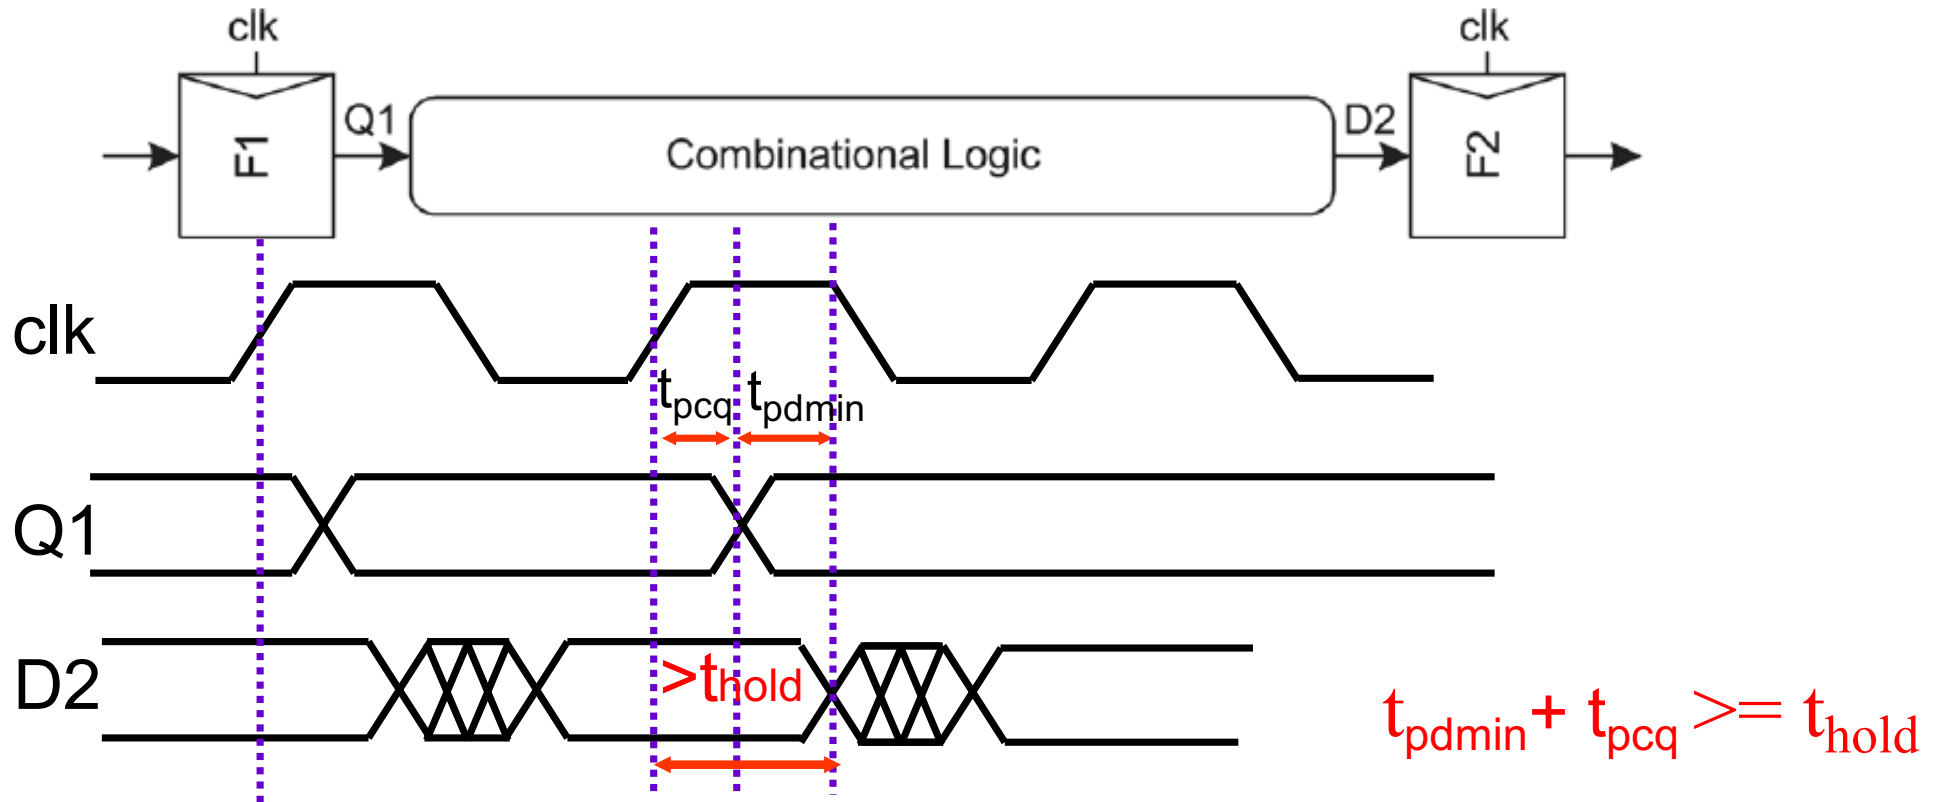 clk
clk
F1
Q1
Combinational Logic
D2
F2
clk
tpcq
tpdmin
Q1
D2
>thold
tpdmin+ tpcq >= thold